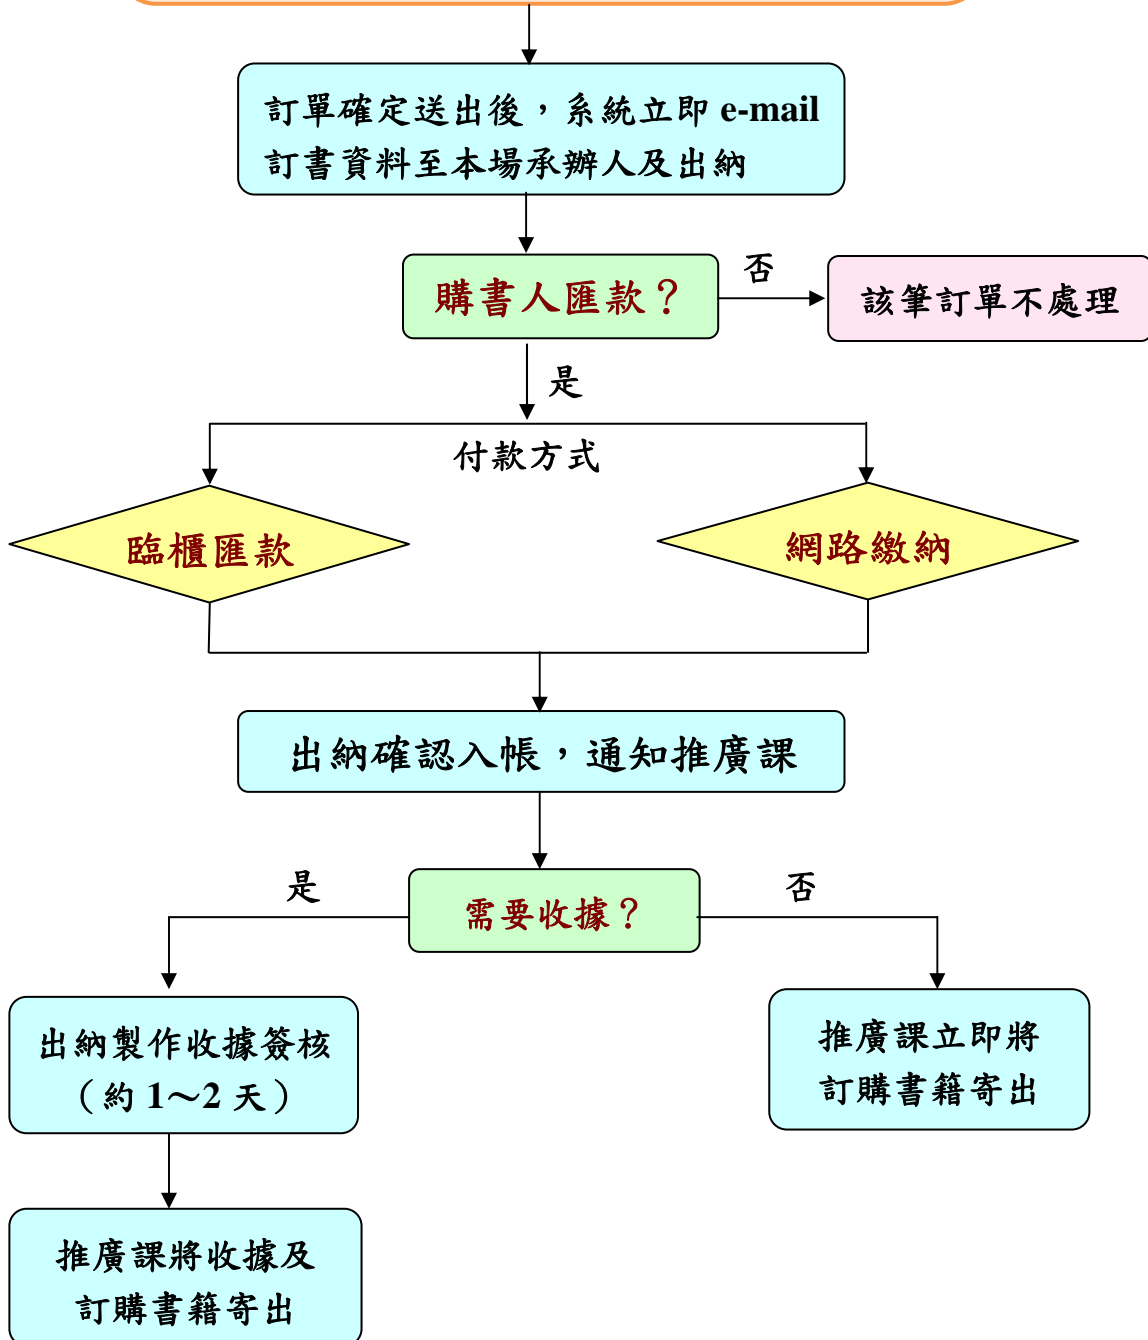 訂單確定送出後，系統立即 e-mail
訂書資料至本場承辦人及出納
購書人匯款？
否
該筆訂單不處理
是
付款方式
臨櫃匯款
網路繳納
出納確認入帳，通知推廣課
是
需要收據？
否
出納製作收據簽核
（約 1～2 天）
推廣課立即將
訂購書籍寄出
推廣課將收據及
訂購書籍寄出